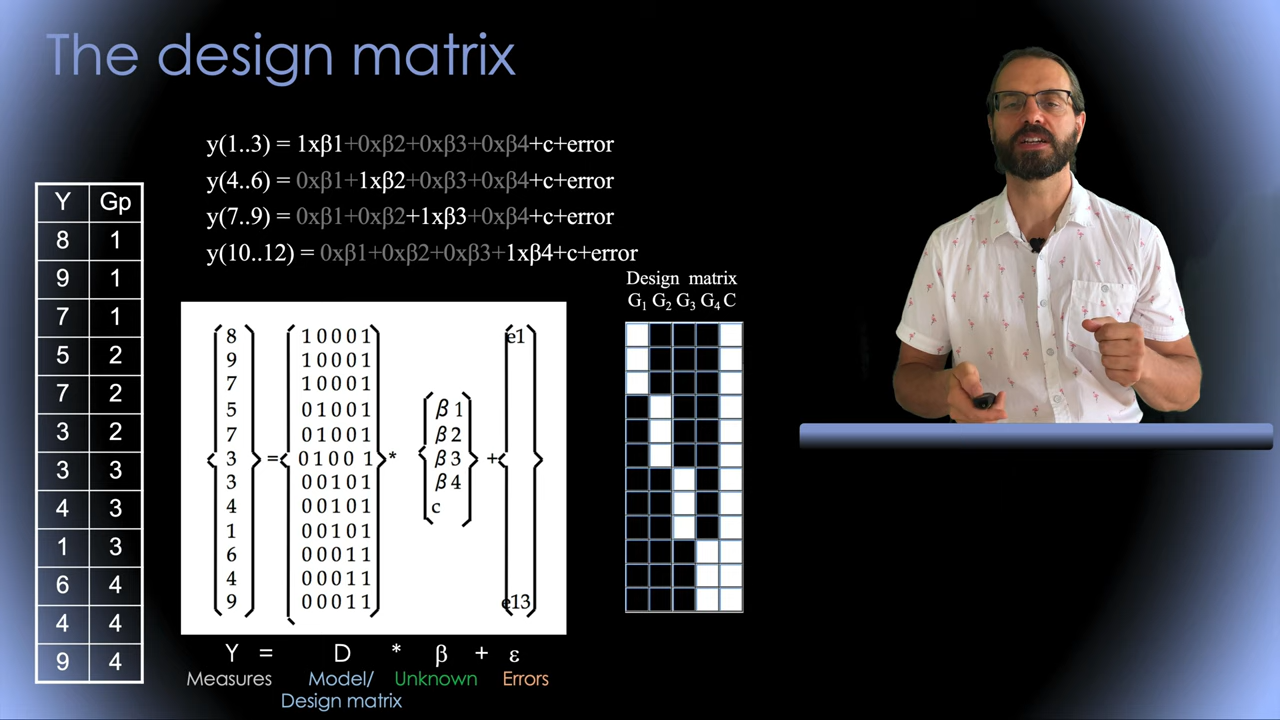 The design matrix
y(1..3) = 1xβ1+0xβ2+0xβ3+0xβ4+c+error
y(4..6) = 0xβ1+1xβ2+0xβ3+0xβ4+c+error
y(7..9) = 0xβ1+0xβ2+1xβ3+0xβ4+c+error
y(10..12) = 0xβ1+0xβ2+0xβ3+1xβ4+c+error
Y Gp
8 1
9 1
7 1
5 2
7 2
3 2
3 3
4 3
1 3
6 4
4 4
9 4
8 1 0 0 0 1 e1
9 1 0 0 0 1
7 1 0 0 0 1
5 0 1 0 0 1 β 1
7 0 1 0 0 1 β 2
3 = 0 1 0 0 1 * β 3 +
3 0 0 1 0 1 β 4
4 0 0 1 0 1 c
1 0 0 1 0 1
6 0 0 0 1 1
4 0 0 0 1 1
9 0 0 0 1 1 e13
Y = D * β + ε
Measures Model/ Unknown Errors
Design matrix
Design matrix
G1 G2 G3 G4 C